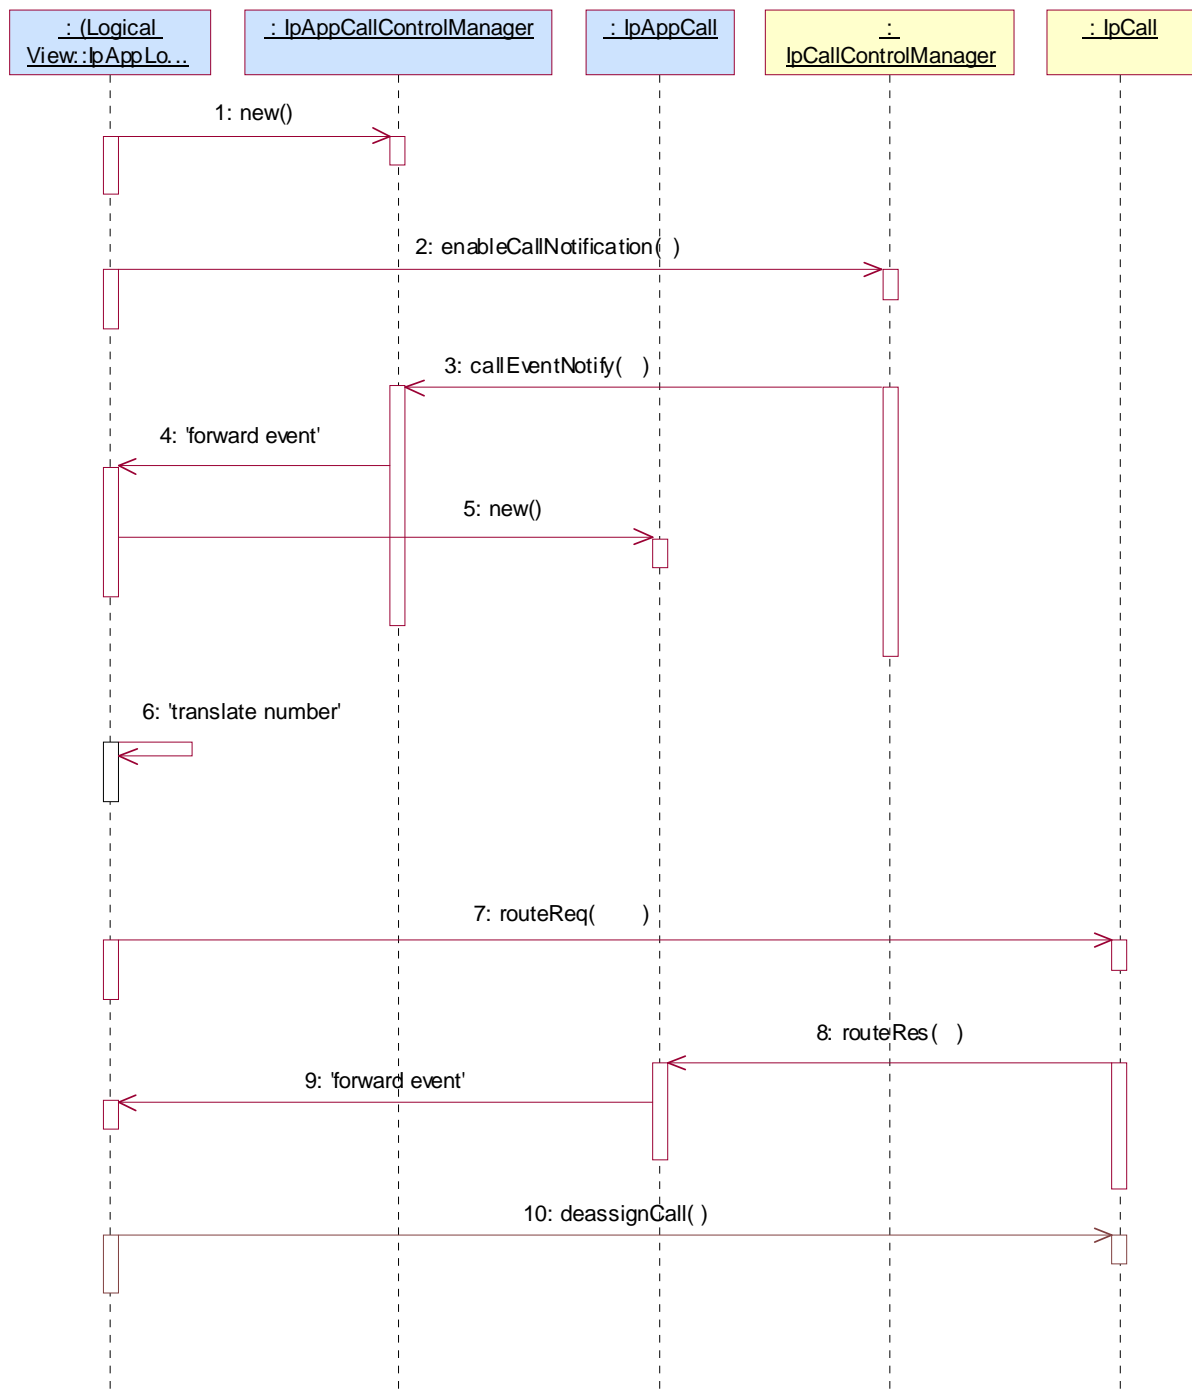 : (Logical
View::IpAppLo...
: IpAppCallControlManager
: IpAppCall
:
IpCallControlManager
: IpCall
1: new()
2: enableCallNotification( )
3: callEventNotify( )
4: 'forward event'
5: new()
6: 'translate number'
7: routeReq( )
8: routeRes( )
9: 'forward event'
10: deassignCall( )